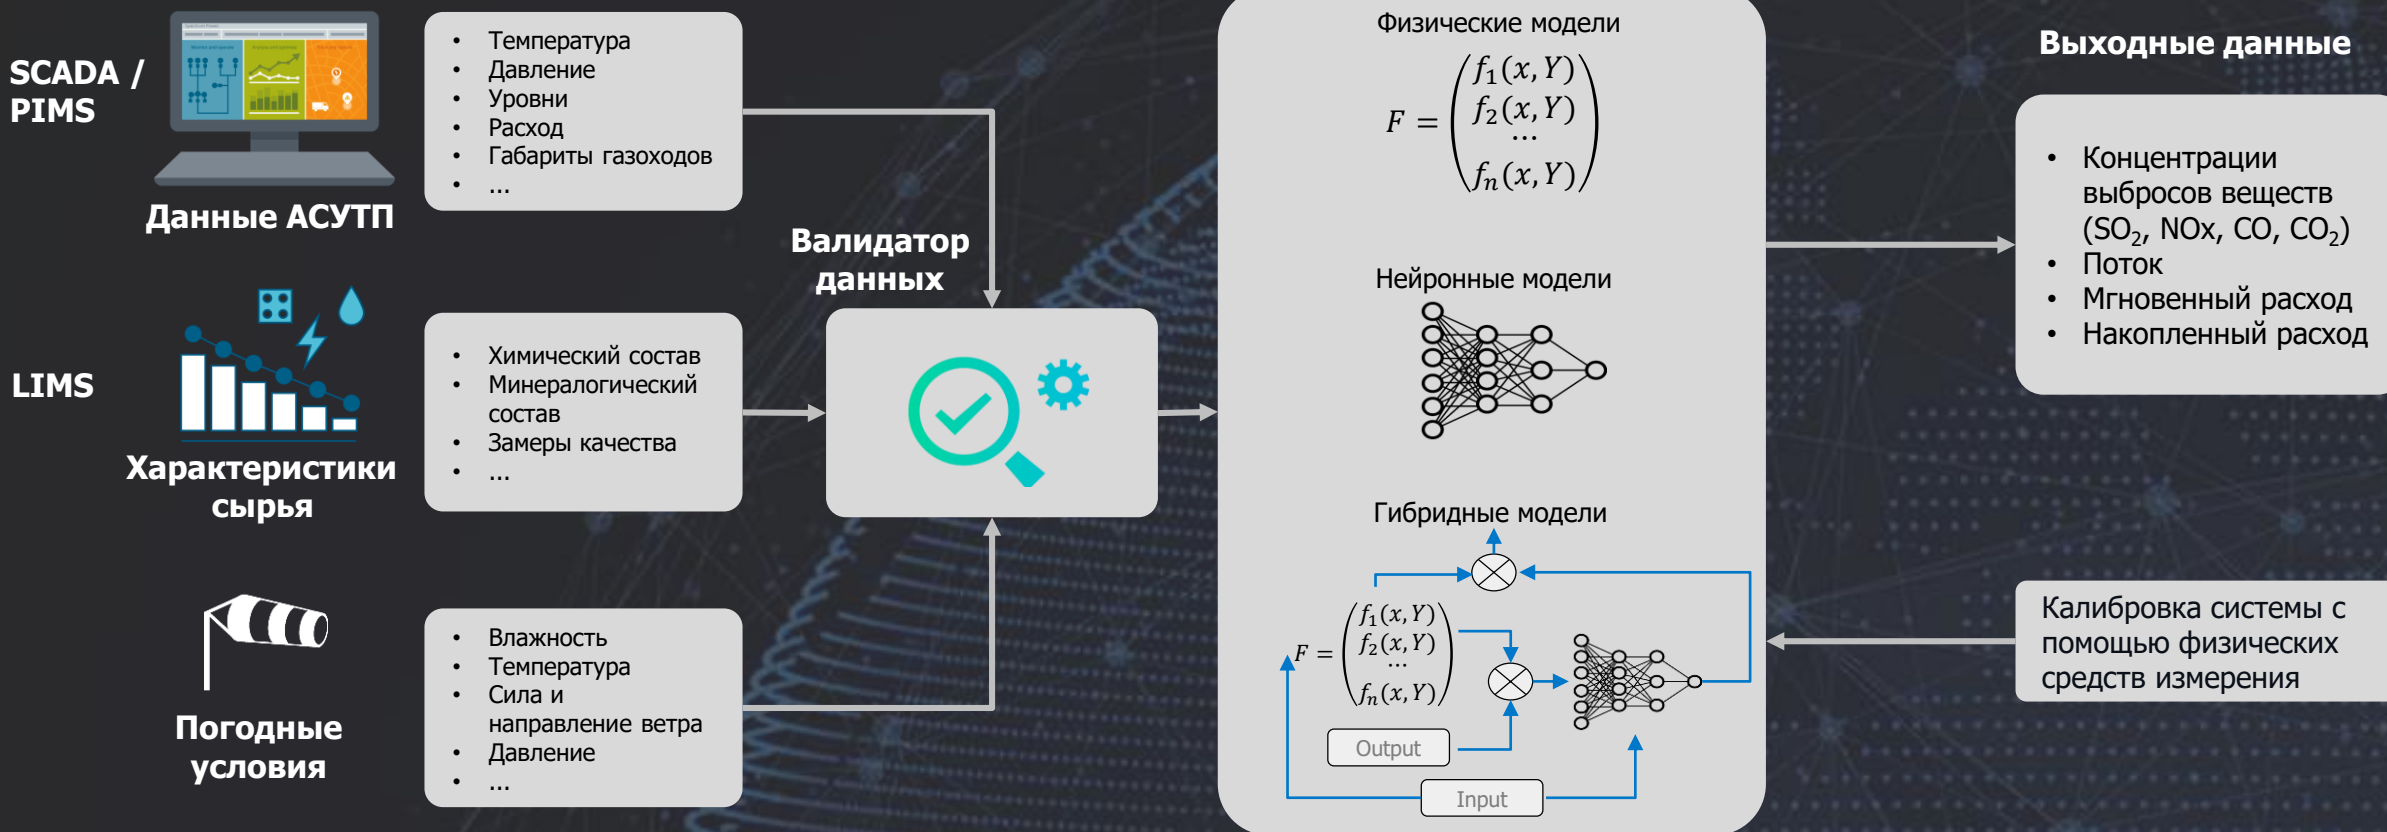 SCADA /
PIMS
Данные АСУТП
• Температура
• Давление
• Уровни
• Расход
• Габариты газоходов
• ...
LIMS
Характеристики
сырья
• Химический состав
• Минералогический
состав
• Замеры качества
• ...
Погодные
условия
• Влажность
• Температура
• Сила и
направление ветра
• Давление
• ...
Валидатор
данных
Физические модели
F =
f₁(x, Y)
f₂(x, Y)
...
fₙ(x, Y)
Нейронные модели
Гибридные модели
F =
f₁(x, Y)
f₂(x, Y)
...
fₙ(x, Y)
Output
Input
Выходные данные
• Концентрации
выбросов веществ
(SO₂, NOx, CO, CO₂)
• Поток
• Мгновенный расход
• Накопленный расход
Калибровка системы с
помощью физических
средств измерения